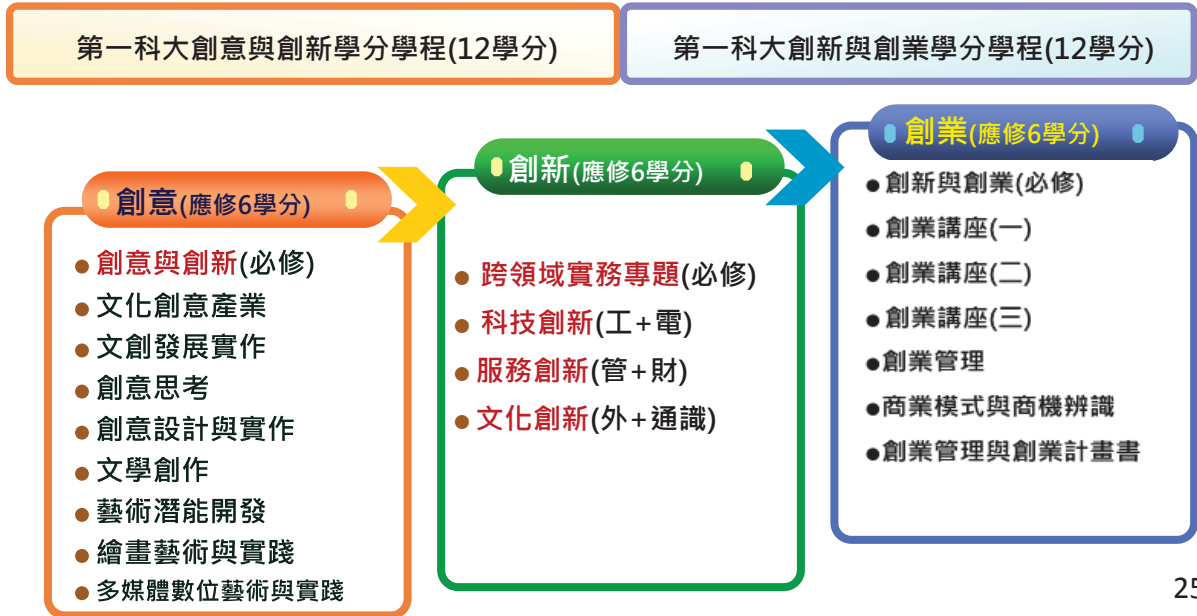 第一科大創意與創新學分學程(12學分)
第一科大創新與創業學分學程(12學分)
創意(應修6學分)
●創意與創新(必修)
●文化創意產業
●文創發展實作
●創意思考
●創意設計與實作
●文學創作
●藝術潛能開發
●繪畫藝術與實踐
●多媒體數位藝術與實踐
創新(應修6學分)
●跨領域實務專題(必修)
●科技創新(工+電)
●服務創新(管+財)
●文化創新(外+通識)
創業(應修6學分)
●創新與創業(必修)
●創業講座(一)
●創業講座(二)
●創業講座(三)
●創業管理
●商業模式與商機辨識
●創業管理與創業計畫書
25